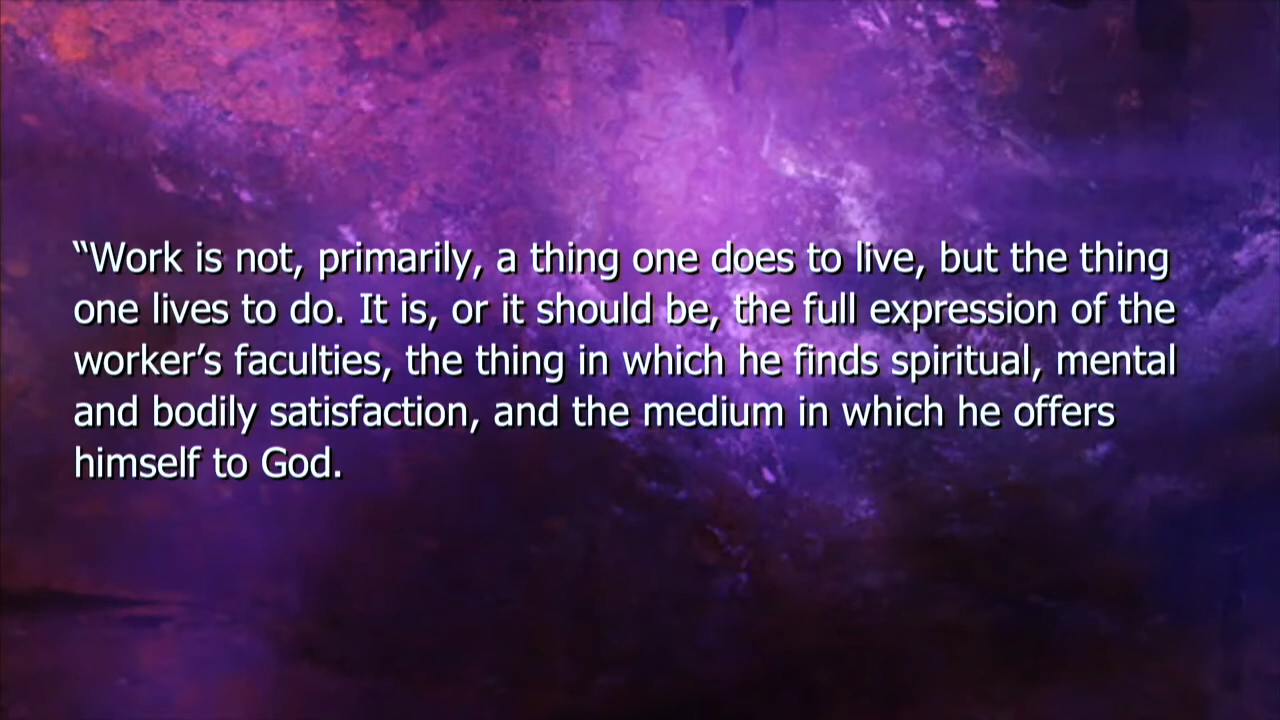 “Work is not, primarily, a thing one does to live, but the thing
one lives to do. It is, or it should be, the full expression of the
worker’s faculties, the thing in which he finds spiritual, mental
and bodily satisfaction, and the medium in which he offers
himself to God.